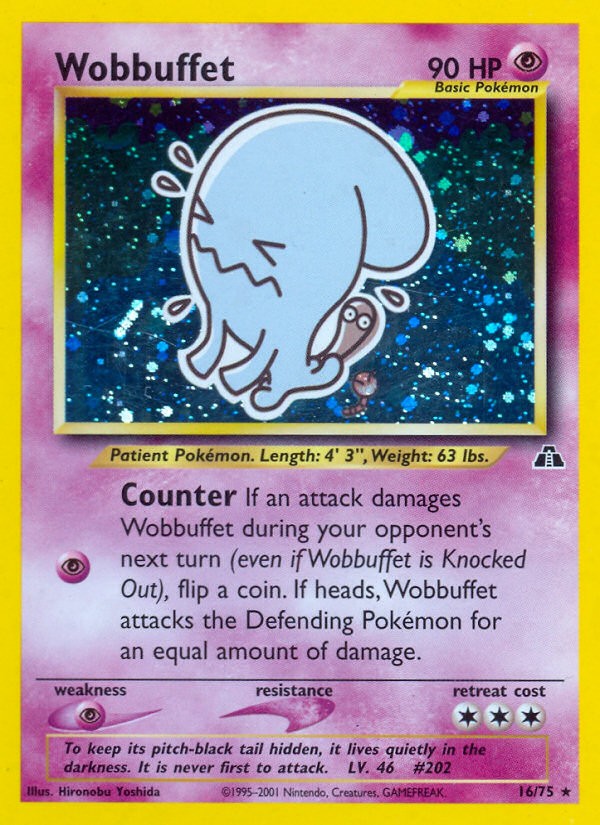 Wobbuffet 90 HP
Basic Pokémon
Patient Pokémon. Length: 4' 3", Weight: 63 lbs.
Counter If an attack damages
Wobbuffet during your opponent's
next turn (even if Wobbuffet is Knocked
Out), flip a coin. If heads, Wobbuffet
attacks the Defending Pokémon for
an equal amount of damage.
weakness resistance retreat cost
To keep its pitch-black tail hidden, it lives quietly in the
darkness. It is never first to attack. LV. 46 #202
Illus. Hironobu Yoshida ©1995-2001 Nintendo, Creatures, GAMEFREAK. 16/75 ★